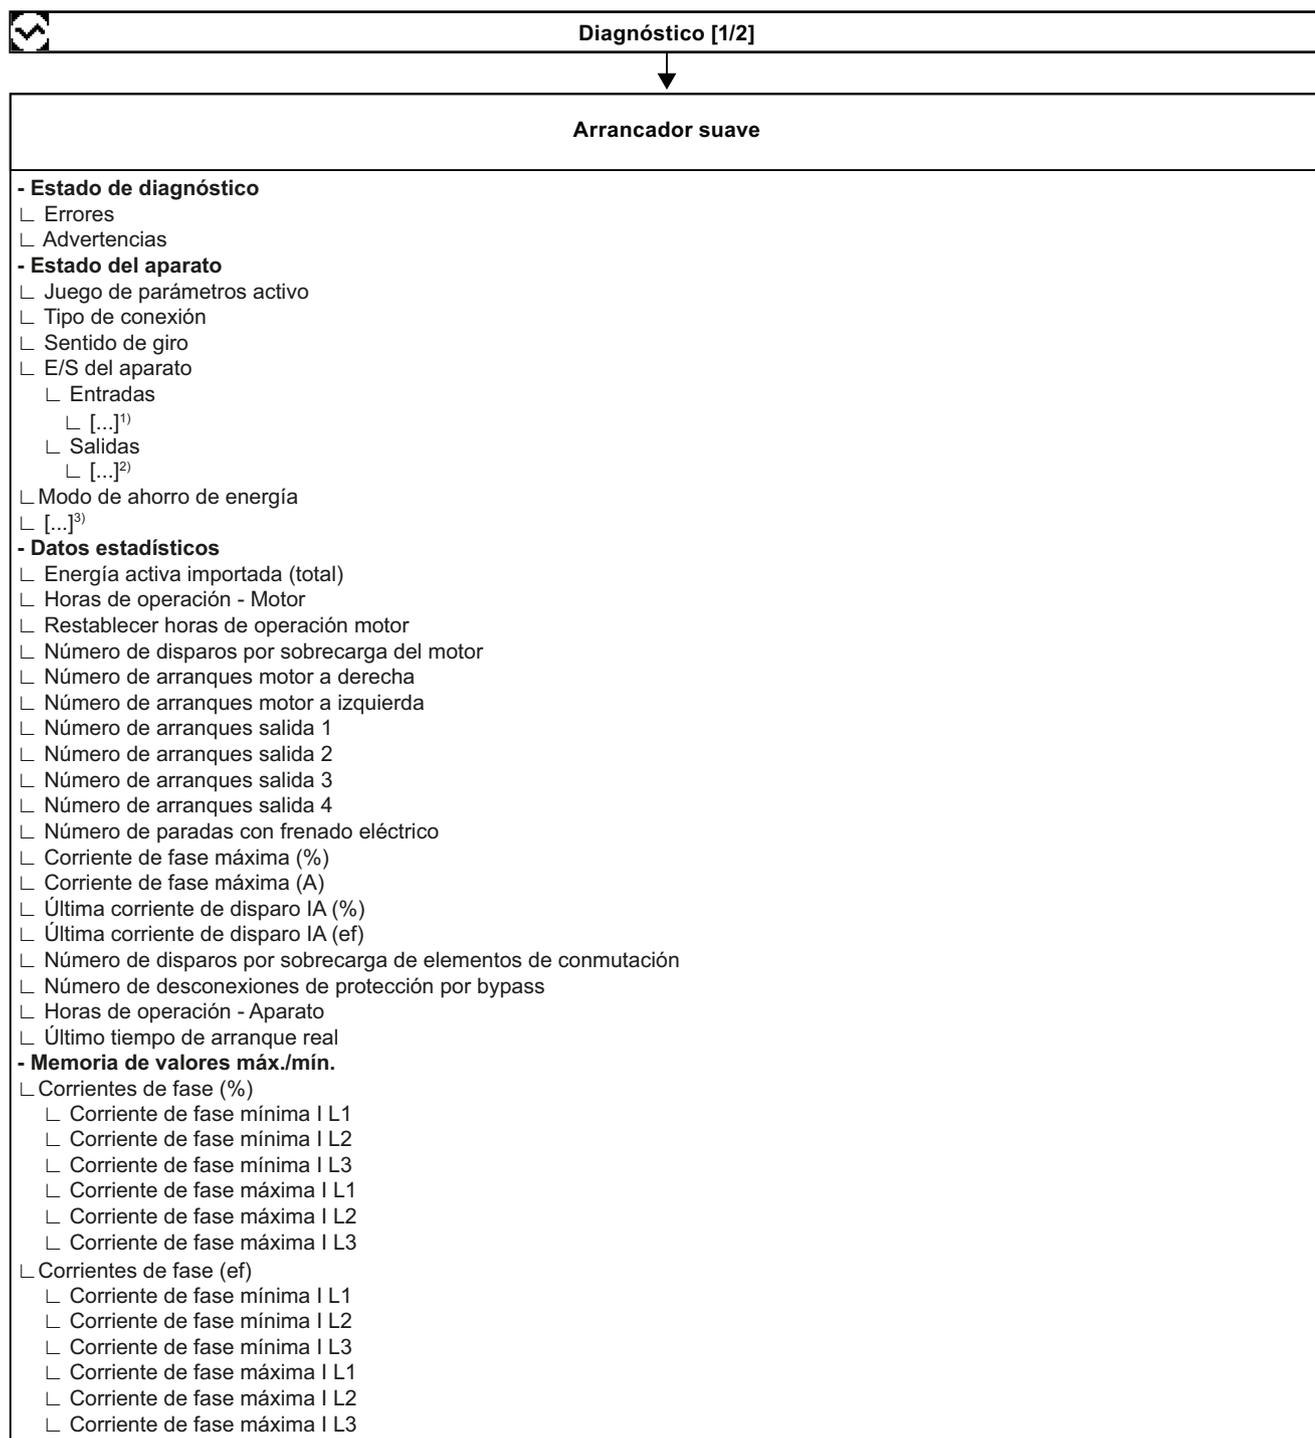 Diagnóstico [1/2]
Arrancador suave
- Estado de diagnóstico
∟ Errores
∟ Advertencias
- Estado del aparato
∟ Juego de parámetros activo
∟ Tipo de conexión
∟ Sentido de giro
∟ E/S del aparato
∟ Entradas
∟ [...]1)
∟ Salidas
∟ [...]2)
∟Modo de ahorro de energía
∟ [...]3)
- Datos estadísticos
∟ Energía activa importada (total)
∟ Horas de operación - Motor
∟ Restablecer horas de operación motor
∟ Número de disparos por sobrecarga del motor
∟ Número de arranques motor a derecha
∟ Número de arranques motor a izquierda
∟ Número de arranques salida 1
∟ Número de arranques salida 2
∟ Número de arranques salida 3
∟ Número de arranques salida 4
∟ Número de paradas con frenado eléctrico
∟ Corriente de fase máxima (%)
∟ Corriente de fase máxima (A)
∟ Última corriente de disparo IA (%)
∟ Última corriente de disparo IA (ef)
∟ Número de disparos por sobrecarga de elementos de conmutación
∟ Número de desconexiones de protección por bypass
∟ Horas de operación - Aparato
∟ Último tiempo de arranque real
- Memoria de valores máx./mín.
∟Corrientes de fase (%)
∟ Corriente de fase mínima I L1
∟ Corriente de fase mínima I L2
∟ Corriente de fase mínima I L3
∟ Corriente de fase máxima I L1
∟ Corriente de fase máxima I L2
∟ Corriente de fase máxima I L3
∟Corrientes de fase (ef)
∟ Corriente de fase mínima I L1
∟ Corriente de fase mínima I L2
∟ Corriente de fase mínima I L3
∟ Corriente de fase máxima I L1
∟ Corriente de fase máxima I L2
∟ Corriente de fase máxima I L3